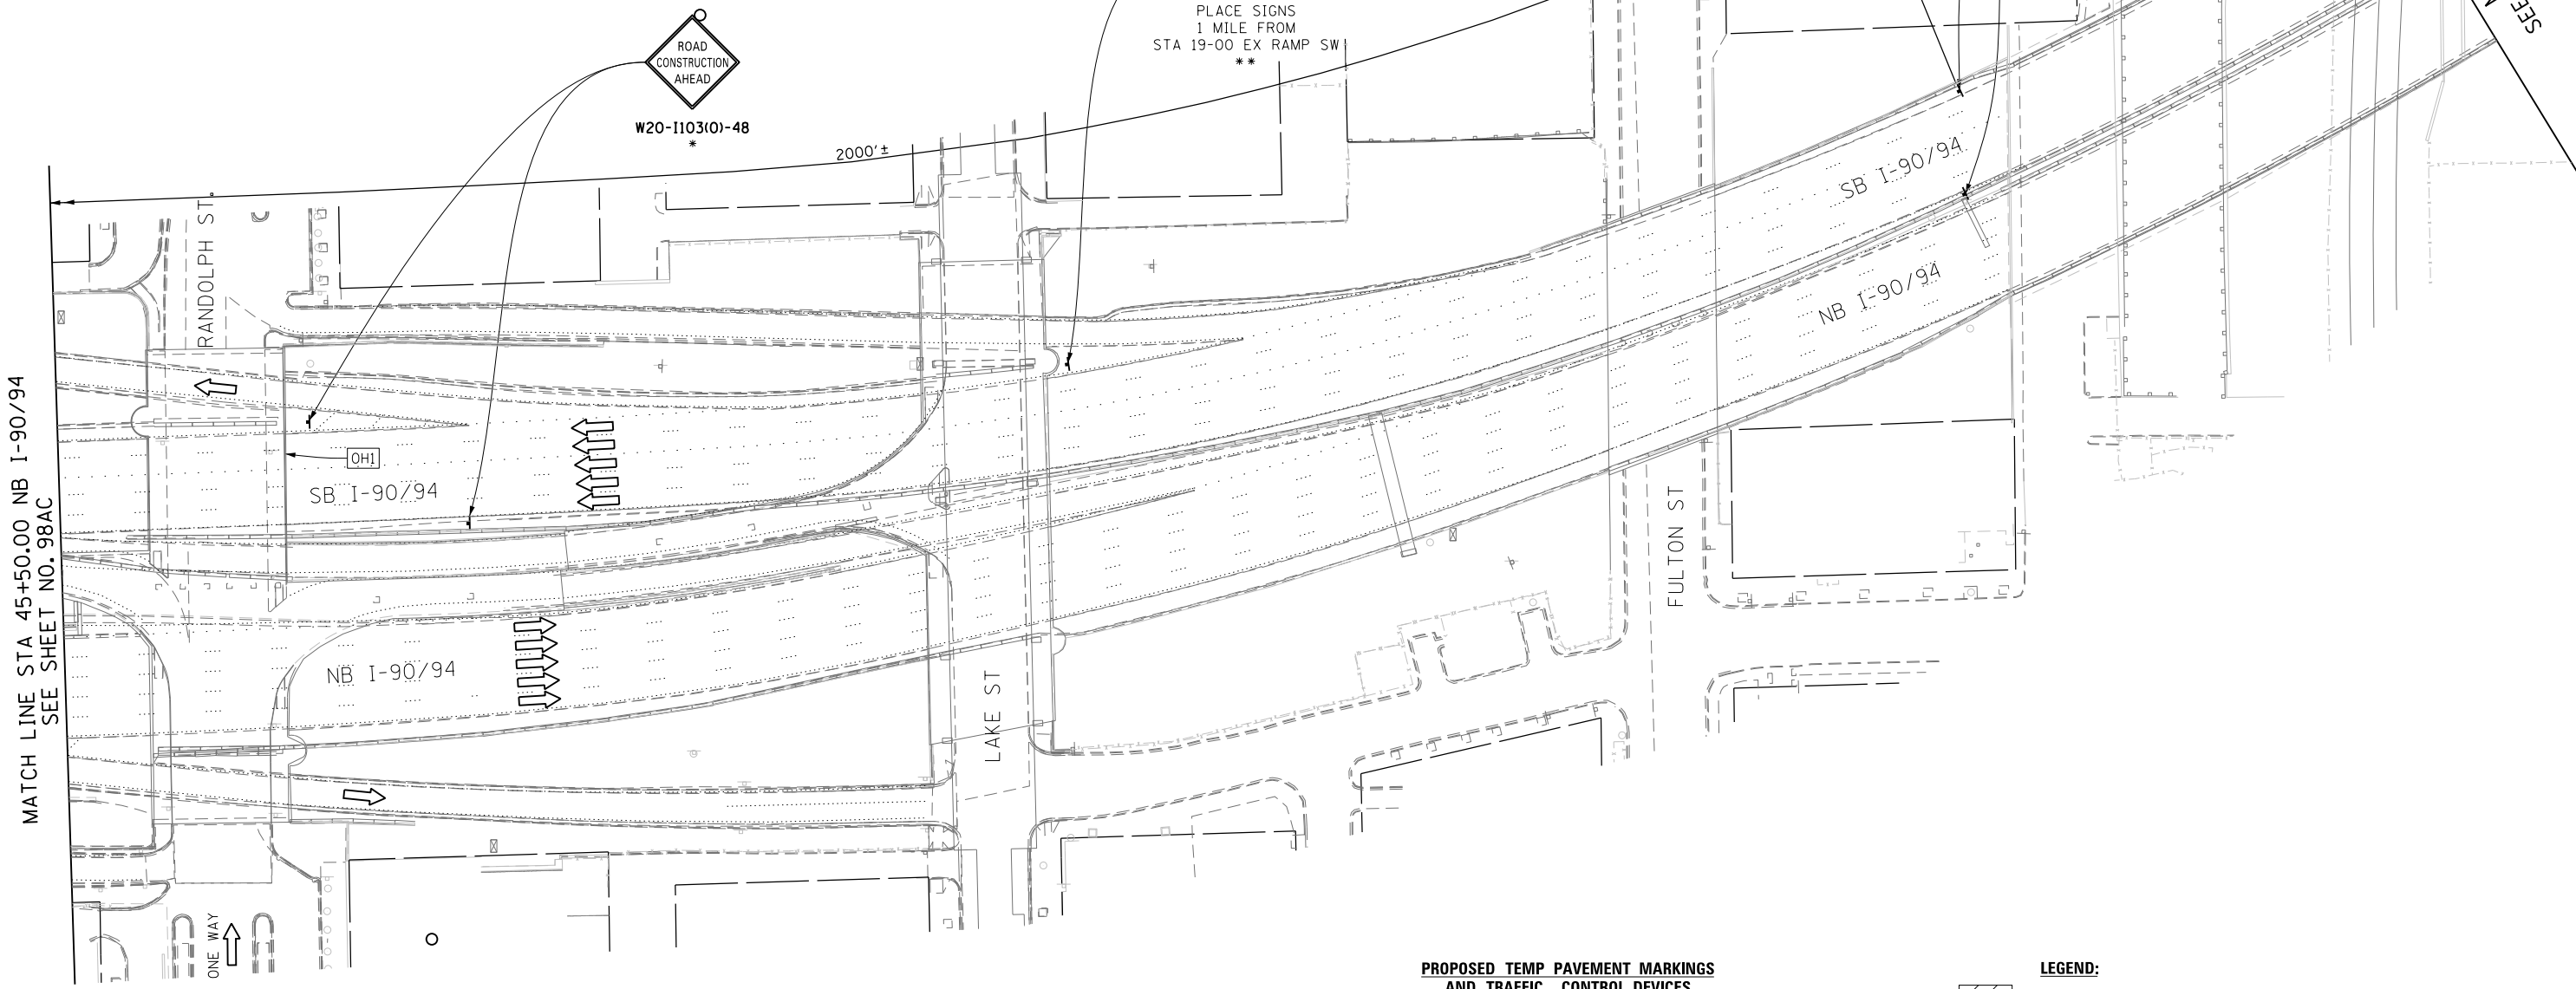 ROAD
CONSTRUCTION
AHEAD
W20-I103(O)-48
*
PLACE SIGNS
1 MILE FROM
STA 19-00 EX RAMP SW
**
2000'±
SEE
RANDOLPH ST.
SB I-90/94
NB I-90/94
OH1
SB I-90/94
NB I-90/94
LAKE ST
FULTON ST
MATCH LINE STA 45+50.00 NB I-90/94
SEE SHEET NO. 98AC
ONE WAY
PROPOSED TEMP PAVEMENT MARKINGS
AND TRAFFIC CONTROL DEVICES
LEGEND: